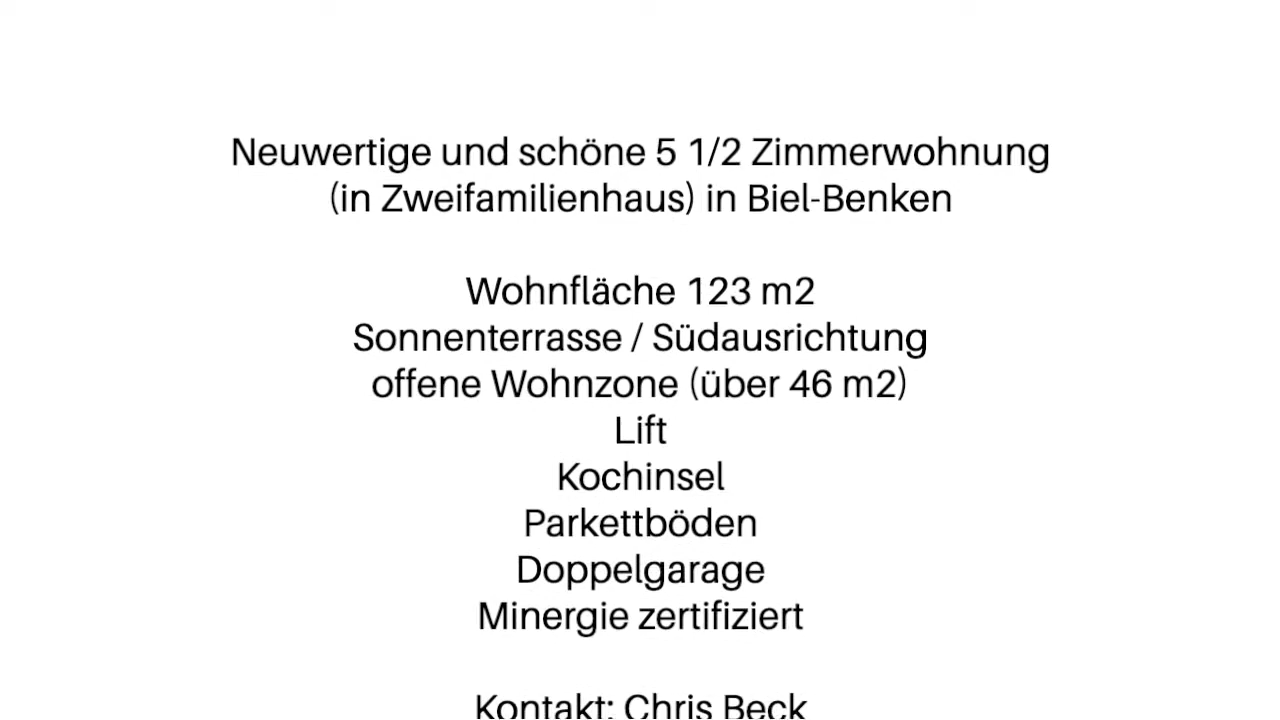 Neuwertige und schöne 5 1/2 Zimmerwohnung
(in Zweifamilienhaus) in Biel-Benken
Wohnfläche 123 m2
Sonnenterrasse / Südausrichtung
offene Wohnzone (über 46 m2)
Lift
Kochinsel
Parkettböden
Doppelgarage
Minergie zertifiziert
Kontakt: Chris Beck